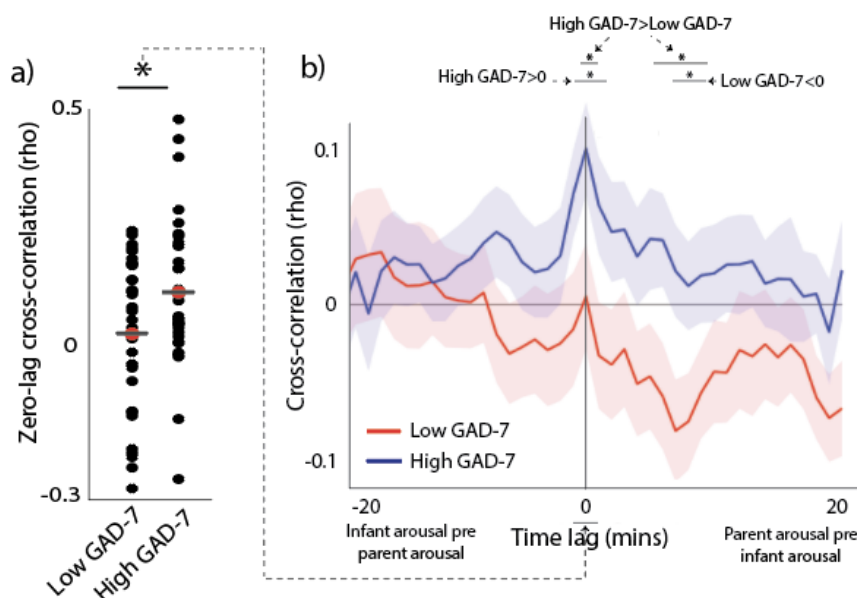 High GAD-7>Low GAD-7
a)
*
b)
*
*
High GAD-7>0
*
*
Low GAD-7<0
0.5
0
-0.3
Zero-lag cross-correlation (rho)
Low GAD-7
High GAD-7
0.1
0
-0.1
Cross-correlation (rho)
Low GAD-7
High GAD-7
-20
0
20
Infant arousal pre
parent arousal
Time lag (mins)
Parent arousal pre
infant arousal